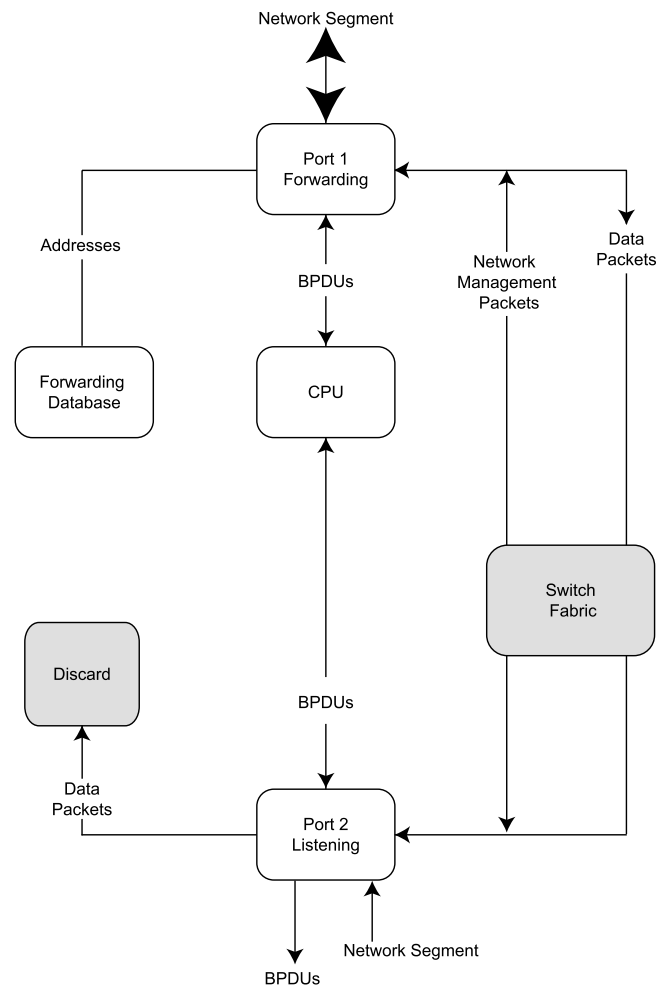 Network Segment
Port 1
Forwarding
Addresses
Data
Packets
Network
Management
Packets
BPDUs
Forwarding
Database
CPU
Switch
Fabric
Discard
BPDUs
Data
Packets
Port 2
Listening
Network Segment
BPDUs